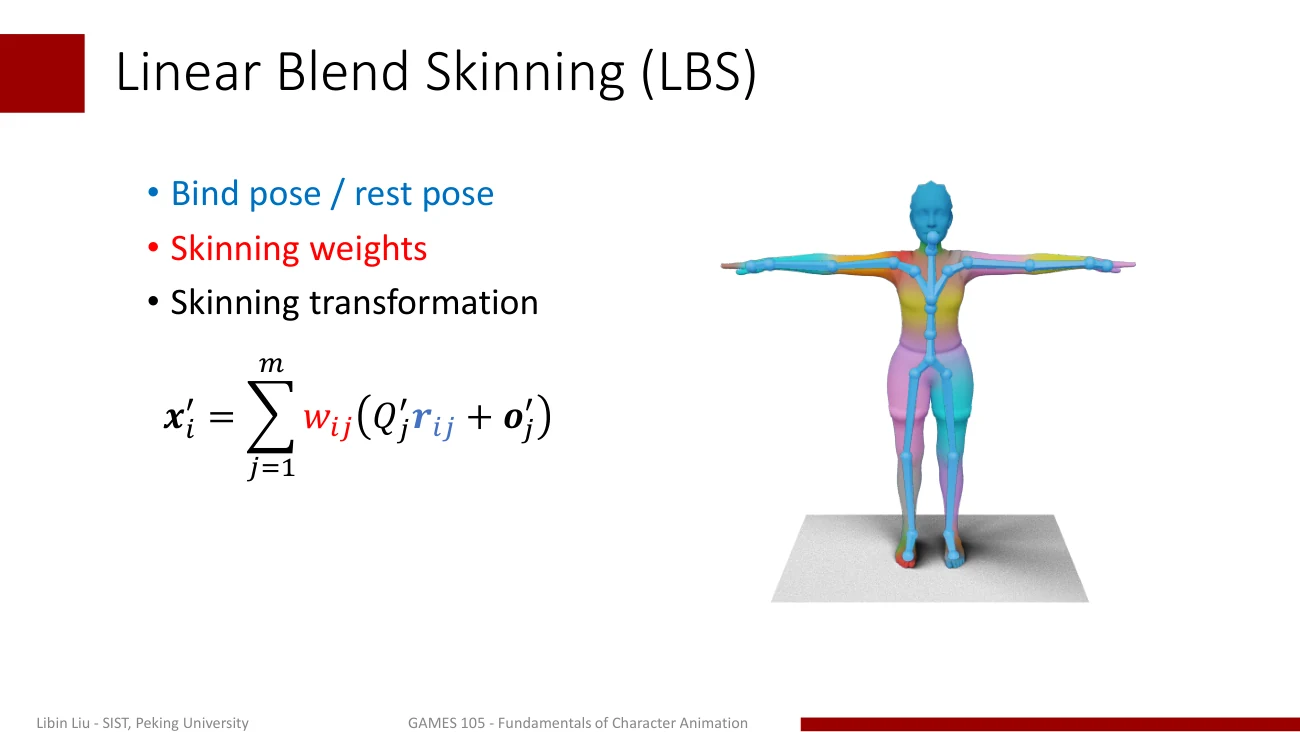 Linear Blend Skinning (LBS)
• Bind pose / rest pose
• Skinning weights
• Skinning transformation
𝒙′ᵢ = ∑ⱼ₌₁ᵐ wᵢⱼ(Q′ⱼ𝒓ᵢⱼ + 𝒐′ⱼ)
Libin Liu - SIST, Peking University
GAMES 105 - Fundamentals of Character Animation